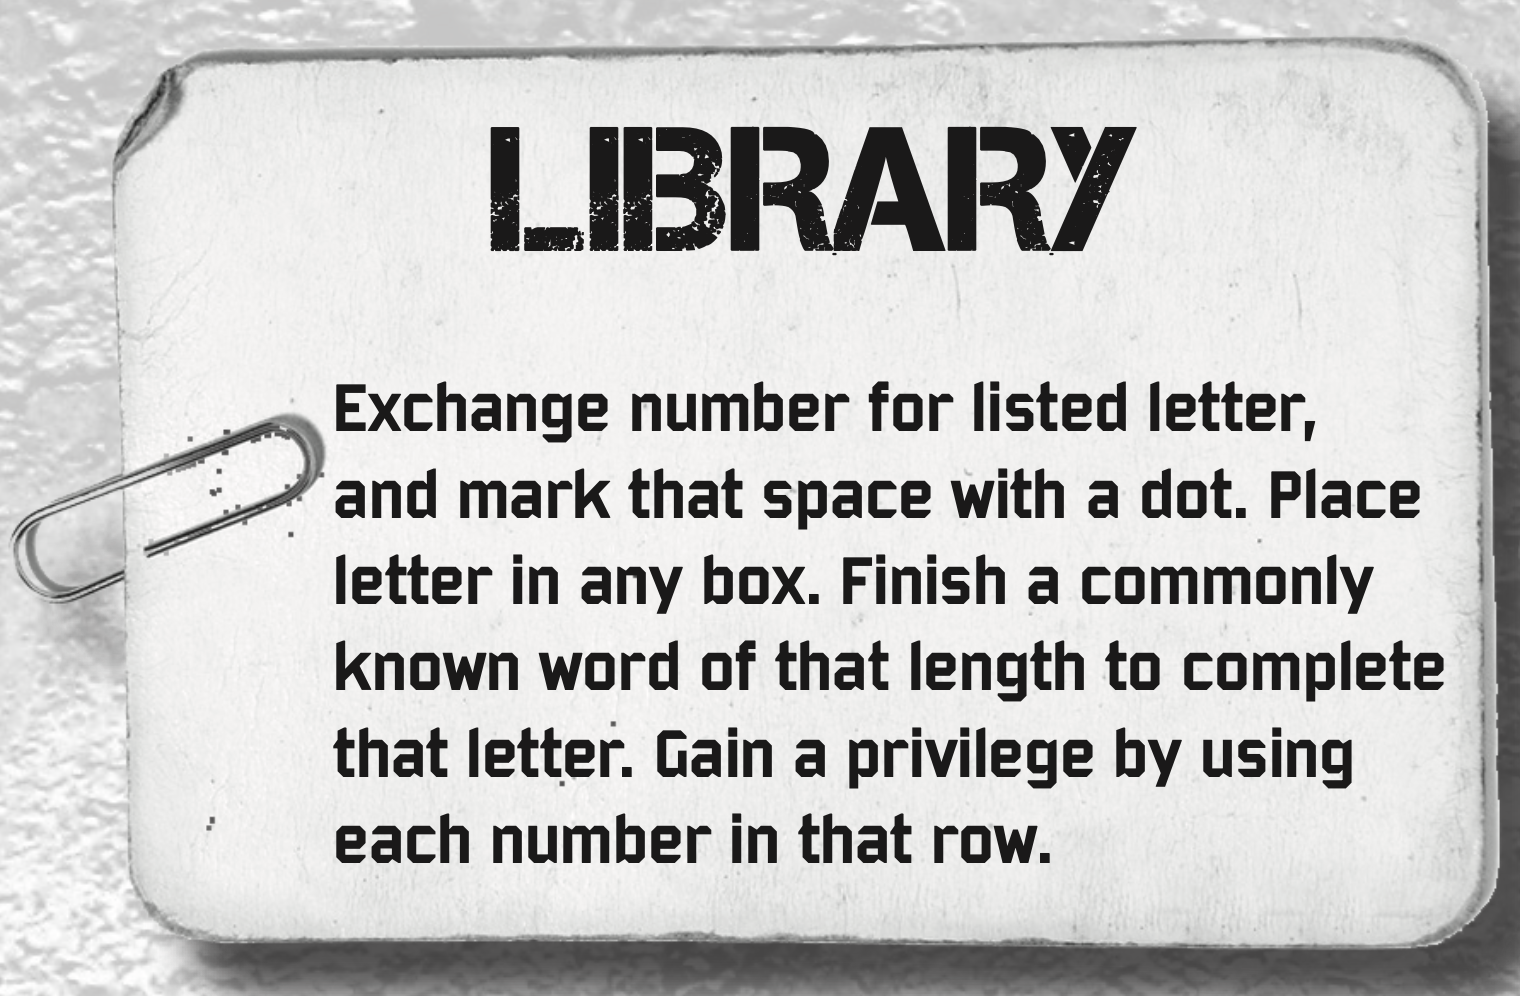 LIBRARY
Exchange number for listed letter,
and mark that space with a dot. Place
letter in any box. Finish a commonly
known word of that length to complete
that letter. Gain a privilege by using
each number in that row.